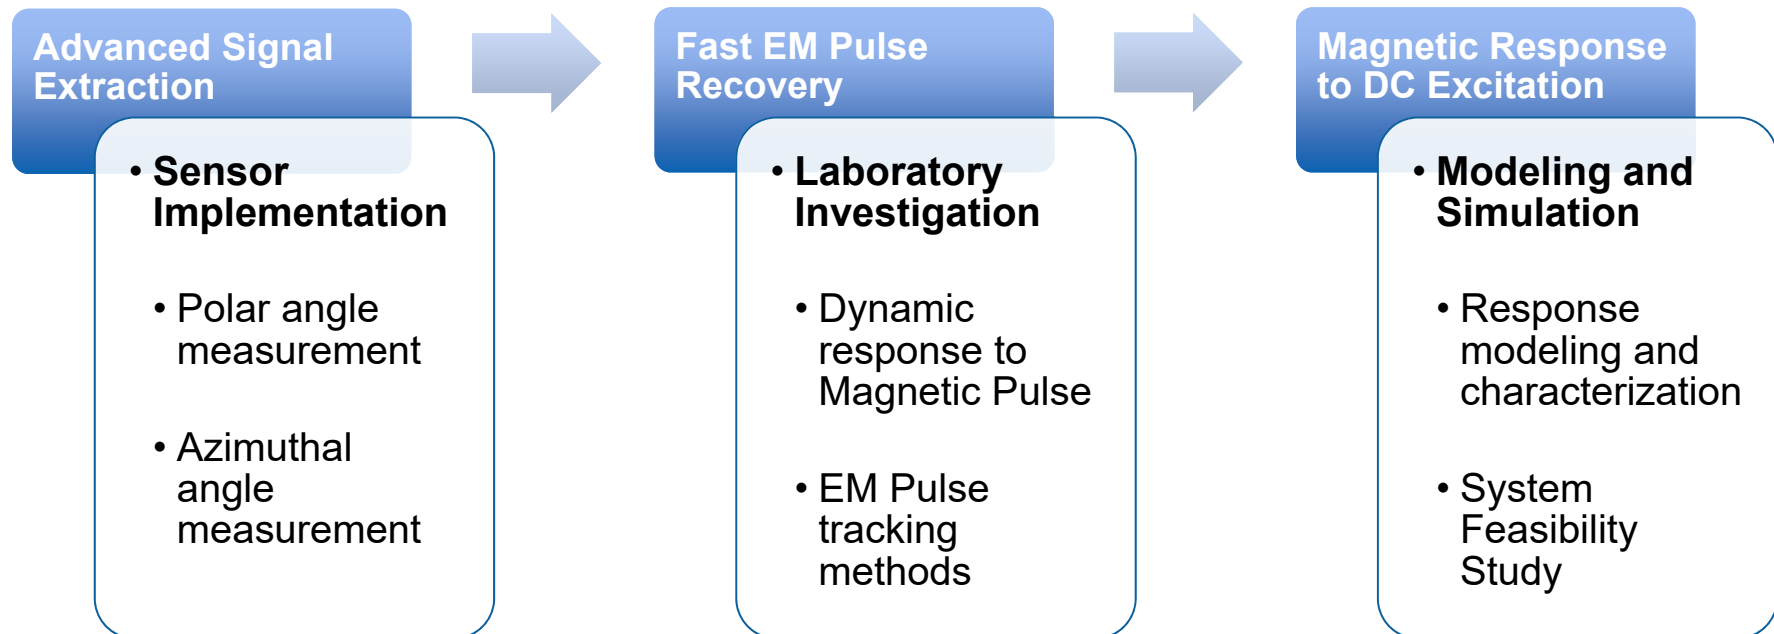 Advanced Signal
Extraction
• Sensor
Implementation
• Polar angle
measurement
• Azimuthal
angle
measurement
Fast EM Pulse
Recovery
• Laboratory
Investigation
• Dynamic
response to
Magnetic Pulse
• EM Pulse
tracking
methods
Magnetic Response
to DC Excitation
• Modeling and
Simulation
• Response
modeling and
characterization
• System
Feasibility
Study